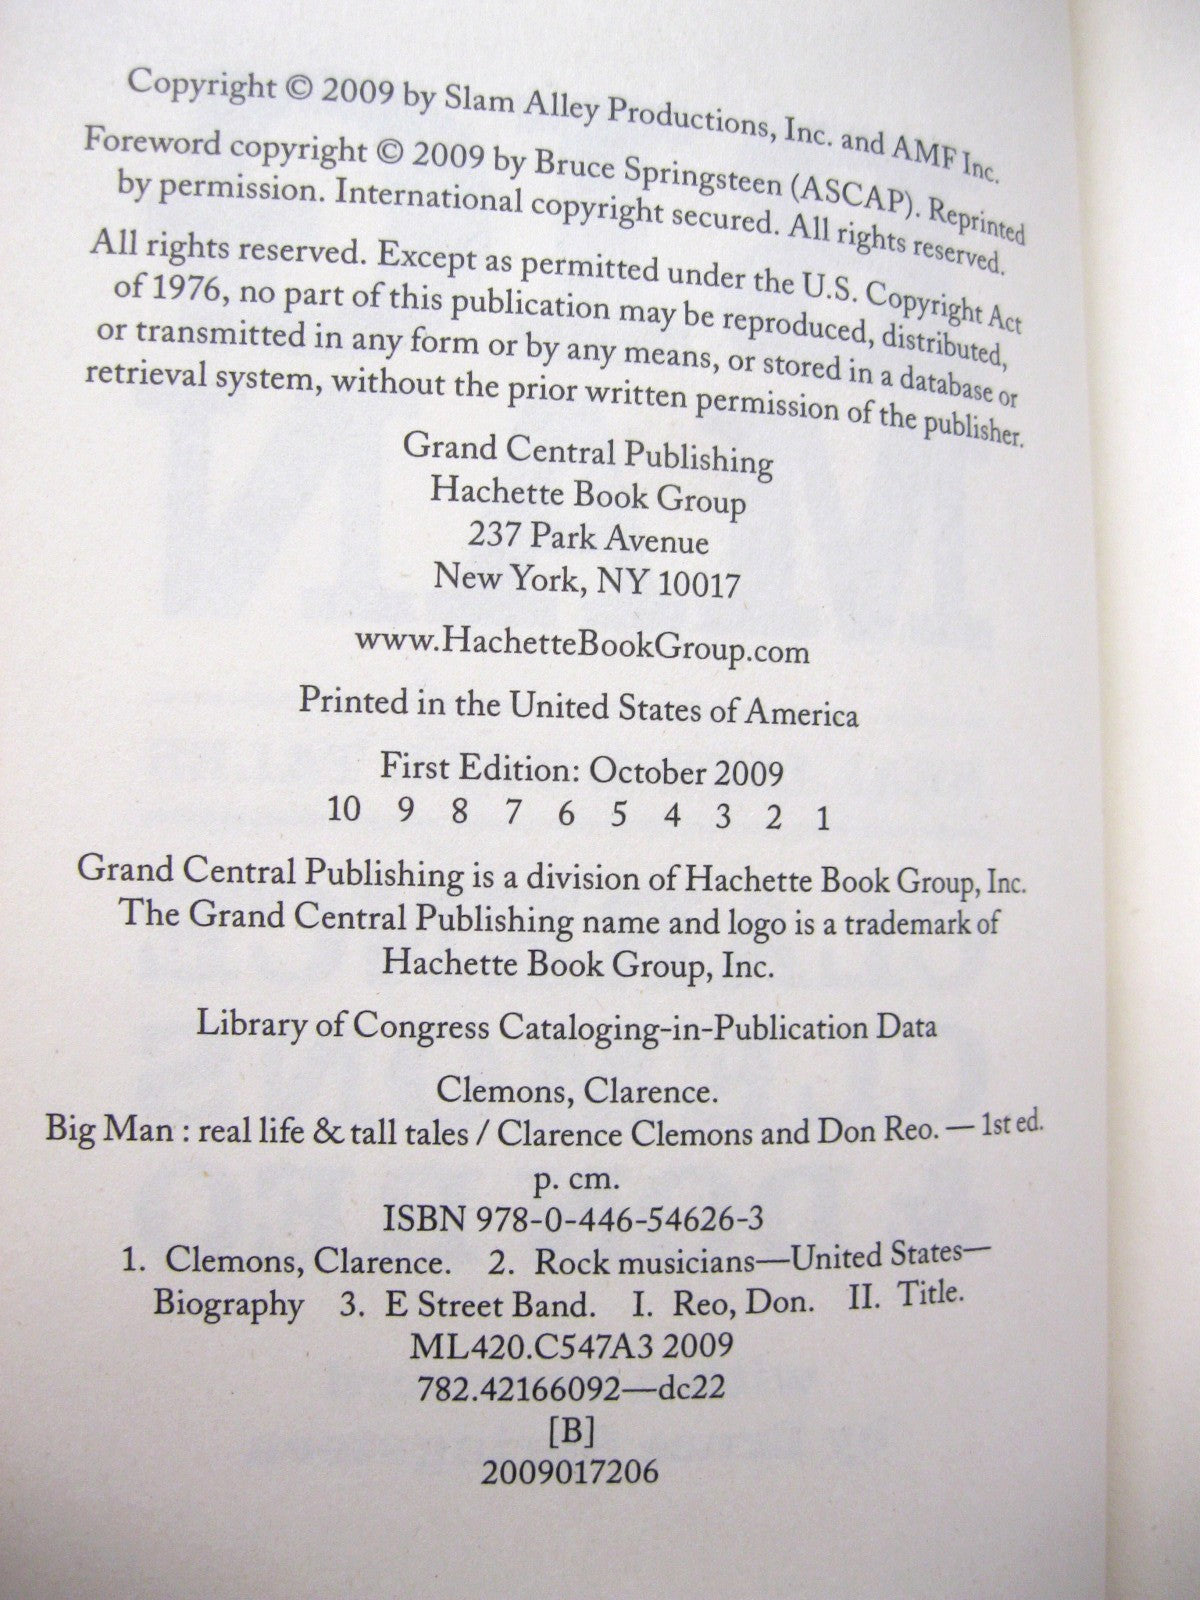 Copyright © 2009 by Slam Alley Productions, Inc. and AMF Inc.
Foreword copyright © 2009 by Bruce Springsteen (ASCAP). Reprinted
by permission. International copyright secured. All rights reserved.
All rights reserved. Except as permitted under the U.S. Copyright Act
of 1976, no part of this publication may be reproduced, distributed,
or transmitted in any form or by any means, or stored in a database or
retrieval system, without the prior written permission of the publisher.
Grand Central Publishing
Hachette Book Group
237 Park Avenue
New York, NY 10017
www.HachetteBookGroup.com
Printed in the United States of America
First Edition: October 2009
10 9 8 7 6 5 4 3 2 1
Grand Central Publishing is a division of Hachette Book Group, Inc.
The Grand Central Publishing name and logo is a trademark of
Hachette Book Group, Inc.
Library of Congress Cataloging-in-Publication Data
Clemons, Clarence.
Big Man : real life & tall tales / Clarence Clemons and Don Reo. — 1st ed.
p. cm.
ISBN 978-0-446-54626-3
1. Clemons, Clarence. 2. Rock musicians—United States—
Biography 3. E Street Band. I. Reo, Don. II. Title.
ML420.C547A3 2009
782.42166092—dc22
[B]
2009017206